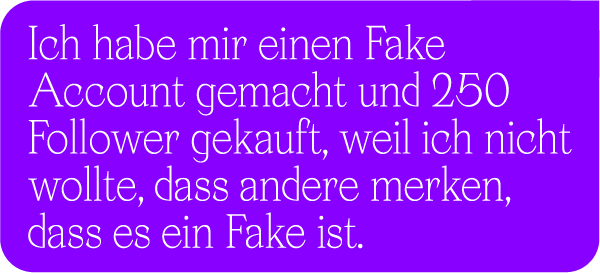 Ich habe mir einen Fake
Account gemacht und 250
Follower gekauft, weil ich nicht
wollte, dass andere merken,
dass es ein Fake ist.